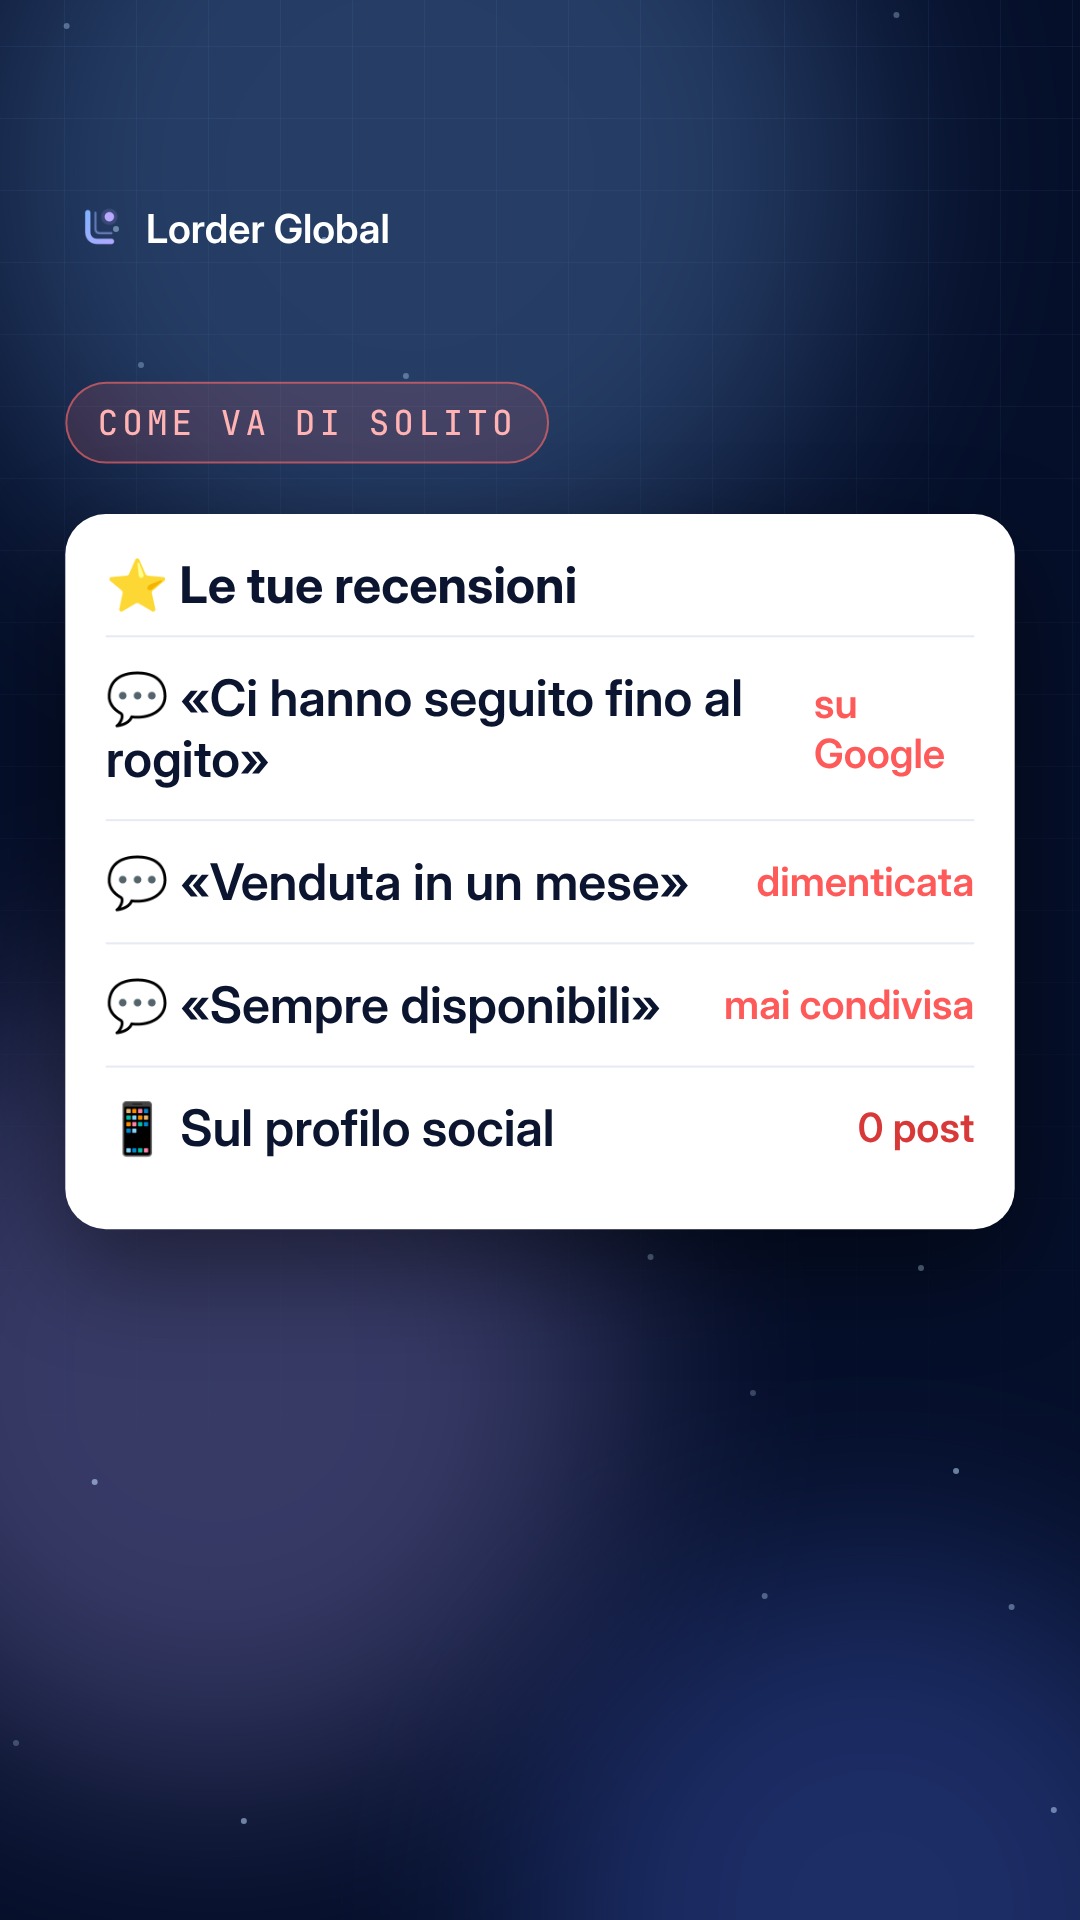 Lorder Global
COME VA DI SOLITO
⭐ Le tue recensioni
💬 «Ci hanno seguito fino al
rogito»
su
Google
💬 «Venduta in un mese» dimenticata
💬 «Sempre disponibili» mai condivisa
📱 Sul profilo social 0 post